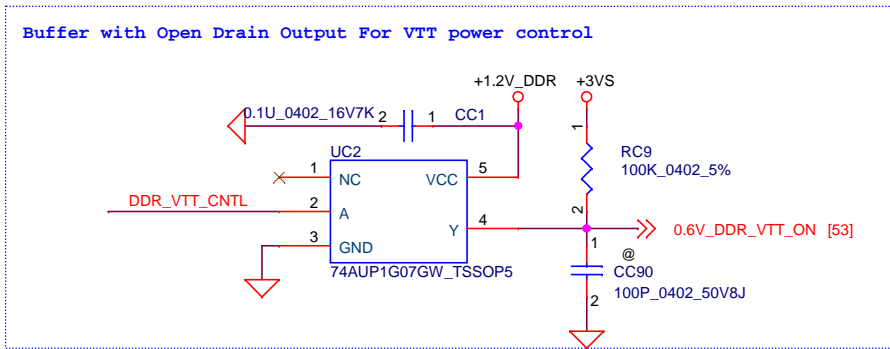 Buffer with Open Drain Output For VTT power control
+1.2V_DDR
+3VS
0.1U_0402_16V7K
2
1
CC1
1
UC2
RC9
100K_0402_5%
1
NC
VCC
5
DDR_VTT_CNTL
2
A
2
Y
4
0.6V_DDR_VTT_ON [53]
3
GND
1
@
CC90
74AUP1G07GW_TSSOP5
100P_0402_50V8J
2